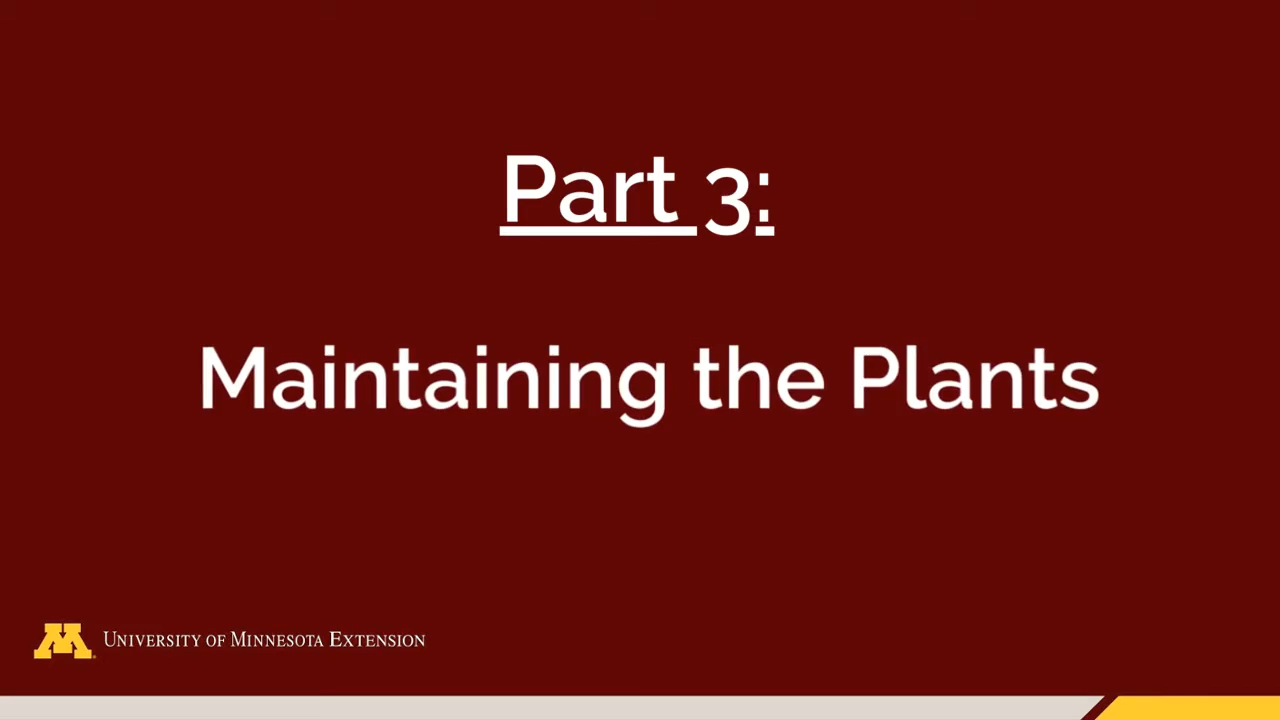 Part 3:
Maintaining the Plants
M
UNIVERSITY OF MINNESOTA EXTENSION